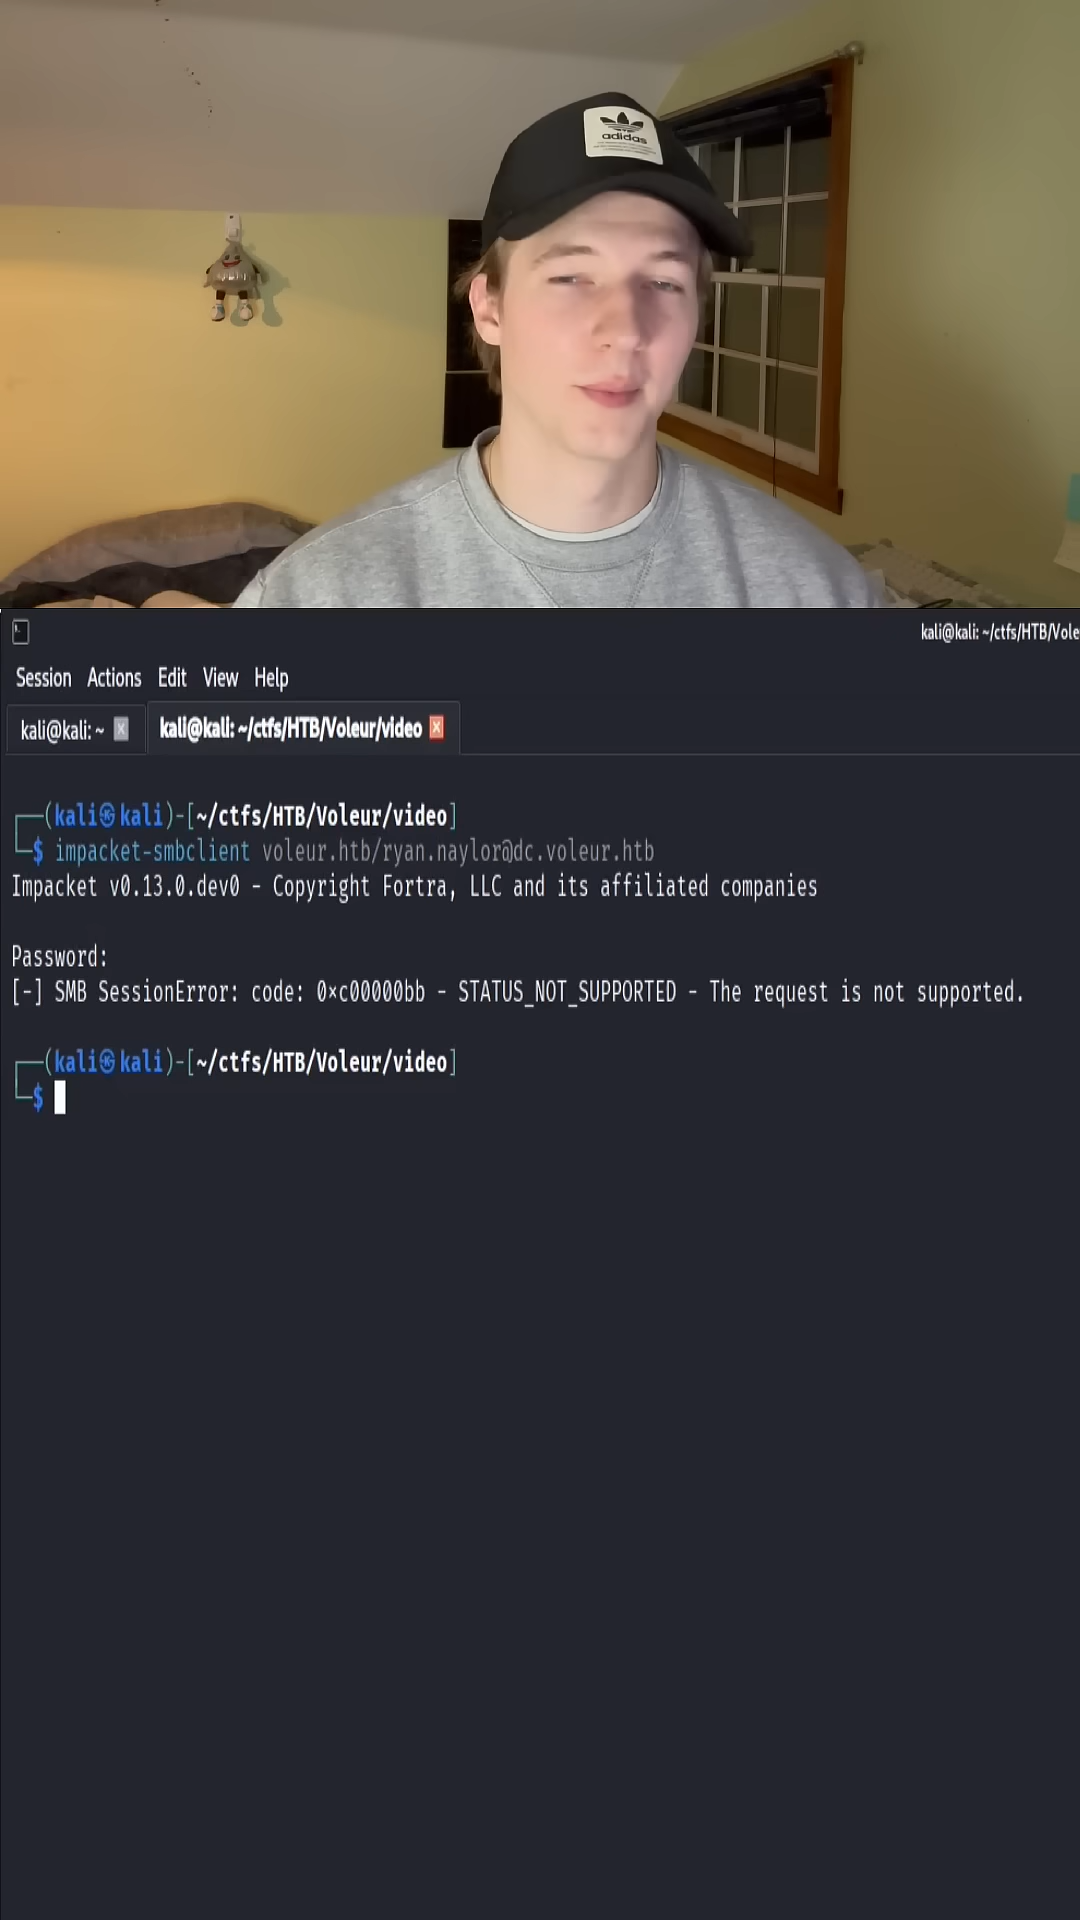 adidas
kali@kali: ~/ctfs/HTB/Vole
Session Actions Edit View Help
kali@kali: ~
kali@kali: ~/ctfs/HTB/Voleur/video
(kali㉿kali)-[~/ctfs/HTB/Voleur/video]
$ impacket-smbclient voleur.htb/ryan.naylor@dc.voleur.htb
Impacket v0.13.0.dev0 - Copyright Fortra, LLC and its affiliated companies
Password:
[-] SMB SessionError: code: 0xc00000bb - STATUS_NOT_SUPPORTED - The request is not supported.
(kali㉿kali)-[~/ctfs/HTB/Voleur/video]
$